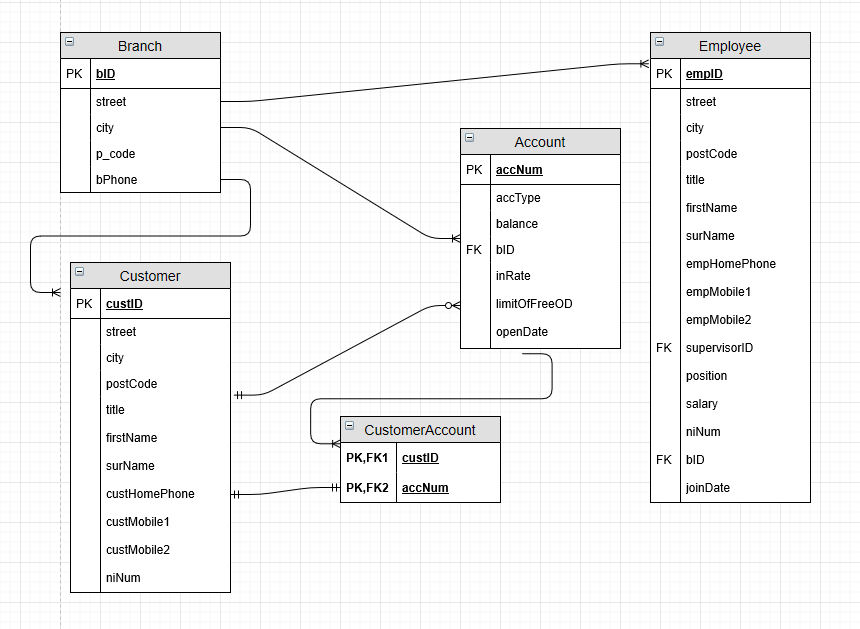 Branch
PK bID
street
city
p_code
bPhone
Employee
PK empID
street
city
postCode
title
firstName
surName
empHomePhone
empMobile1
empMobile2
FK supervisorID
position
salary
niNum
FK bID
joinDate
Account
PK accNum
accType
balance
FK bID
inRate
limitOfFreeOD
openDate
Customer
PK custID
street
city
postCode
title
firstName
surName
custHomePhone
custMobile1
custMobile2
niNum
CustomerAccount
PK,FK1 custID
PK,FK2 accNum